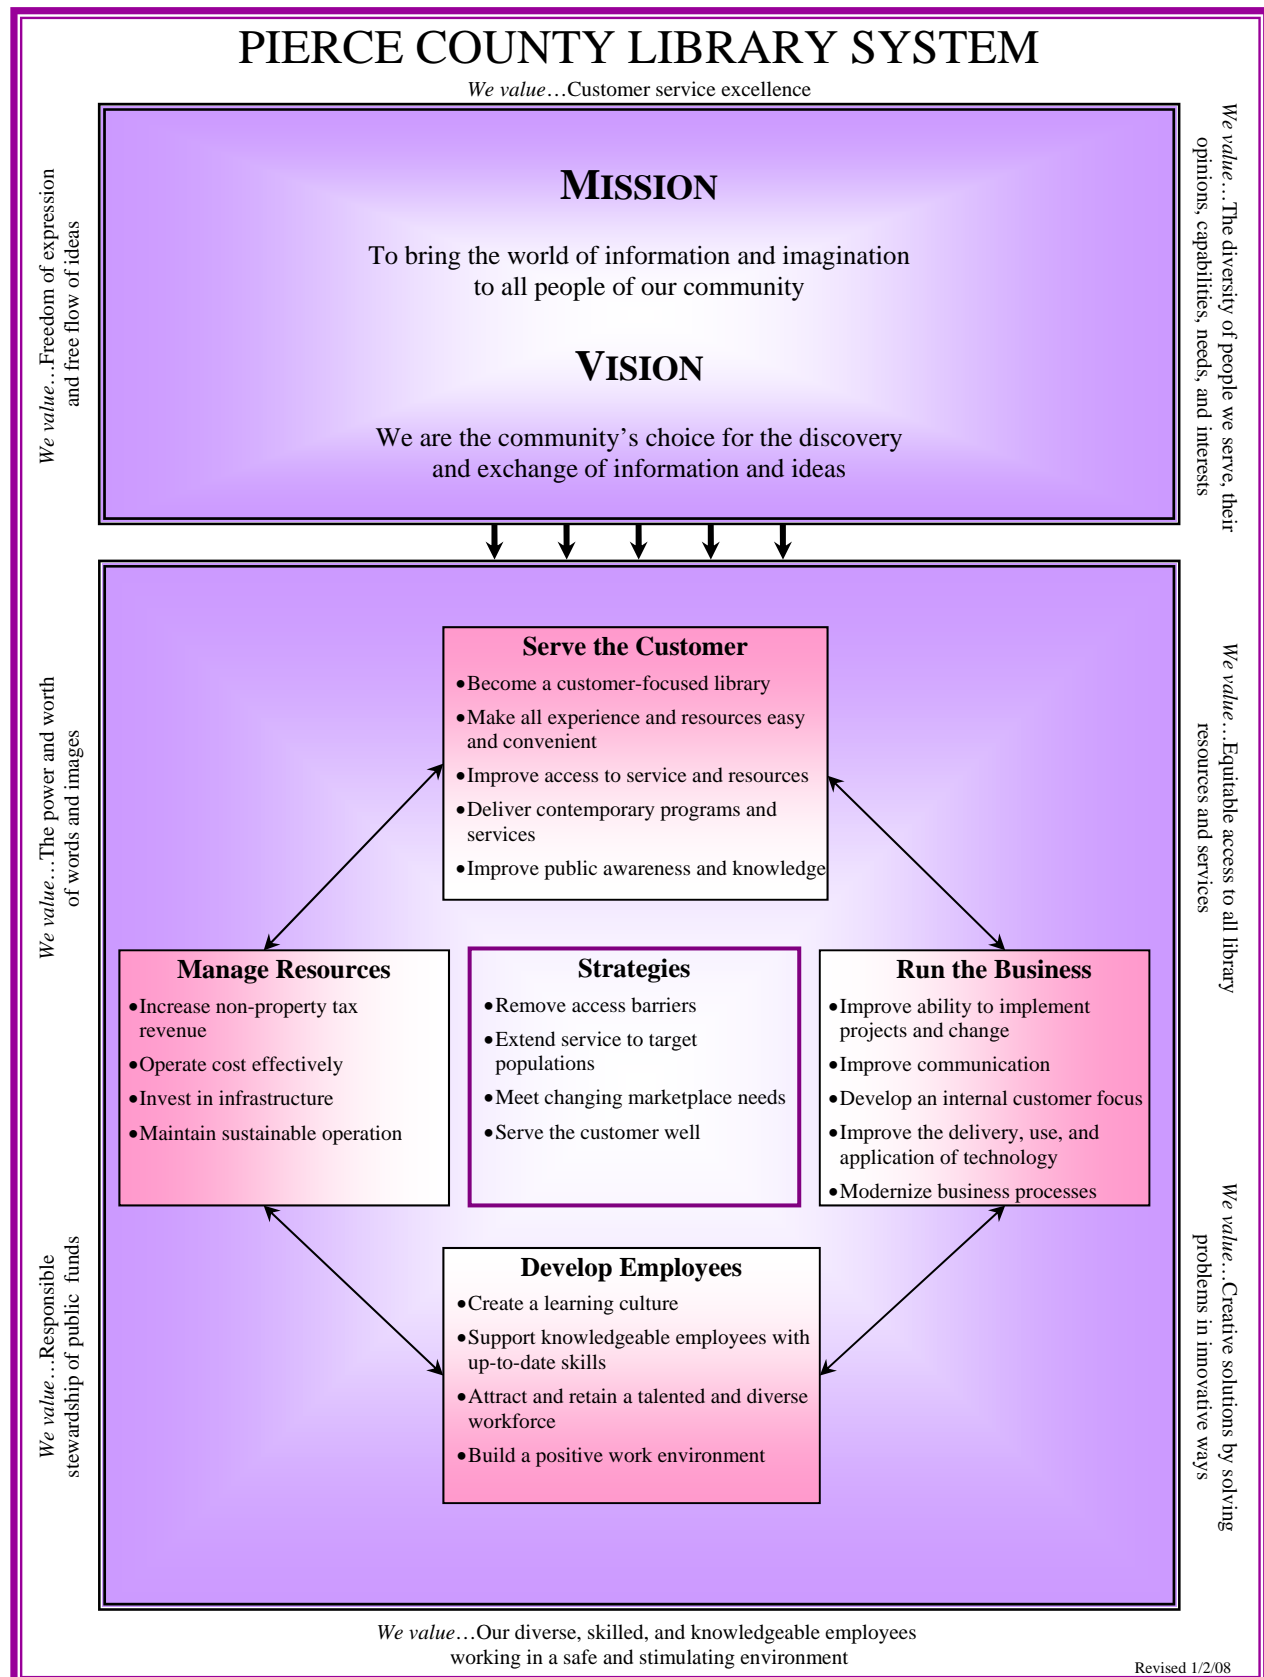 PIERCE COUNTY LIBRARY SYSTEM
We value…Customer service excellence
We value…Freedom of expression
and free flow of ideas
We value…The diversity of people we serve, their
opinions, capabilities, needs, and interests
MISSION
To bring the world of information and imagination
to all people of our community
VISION
We are the community’s choice for the discovery
and exchange of information and ideas
We value…The power and worth
of words and images
We value…Equitable access to all library
resources and services
Serve the Customer
•Become a customer-focused library
•Make all experience and resources easy
and convenient
•Improve access to service and resources
•Deliver contemporary programs and
services
•Improve public awareness and knowledge
Manage Resources
•Increase non-property tax
revenue
•Operate cost effectively
•Invest in infrastructure
•Maintain sustainable operation
Strategies
•Remove access barriers
•Extend service to target
populations
•Meet changing marketplace needs
•Serve the customer well
Run the Business
•Improve ability to implement
projects and change
•Improve communication
•Develop an internal customer focus
•Improve the delivery, use, and
application of technology
•Modernize business processes
We value…Responsible
stewardship of public funds
We value…Creative solutions by solving
problems in innovative ways
Develop Employees
•Create a learning culture
•Support knowledgeable employees with
up-to-date skills
•Attract and retain a talented and diverse
workforce
•Build a positive work environment
We value…Our diverse, skilled, and knowledgeable employees
working in a safe and stimulating environment
Revised 1/2/08